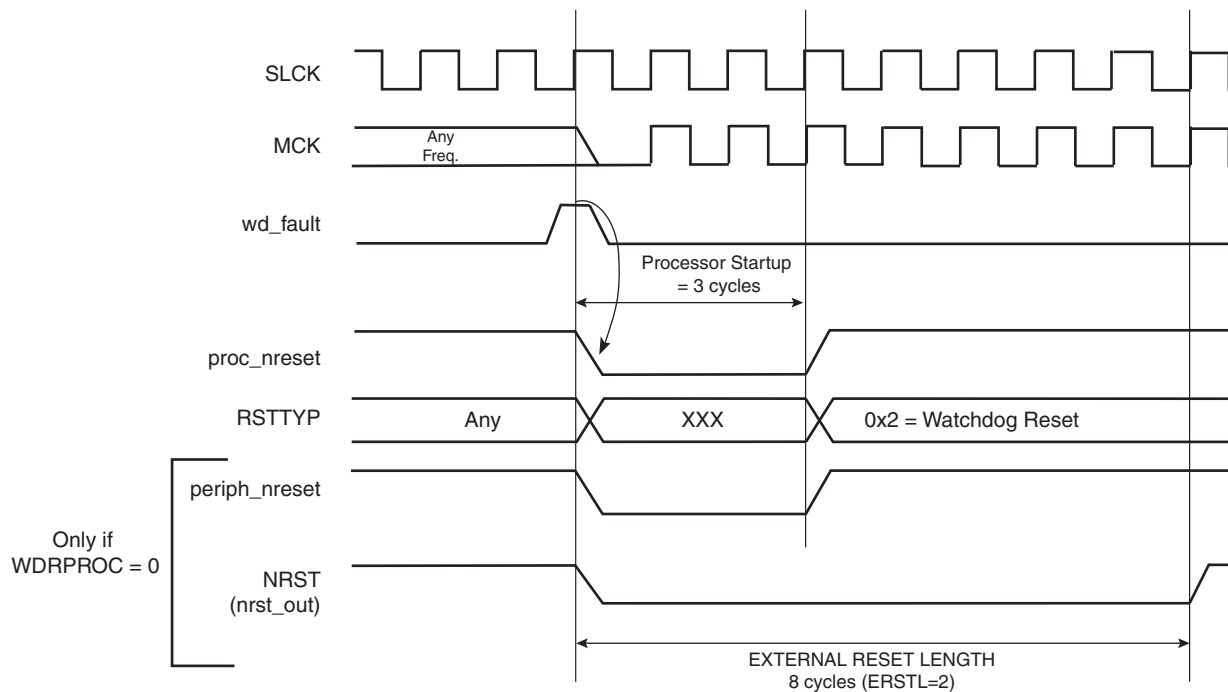 SLCK
MCK
Any
Freq.
wd_fault
Processor Startup
= 3 cycles
proc_nreset
RSTTYP
Any
XXX
0x2 = Watchdog Reset
periph_nreset
Only if
WDRPROC = 0
NRST
(nrst_out)
EXTERNAL RESET LENGTH
8 cycles (ERSTL=2)